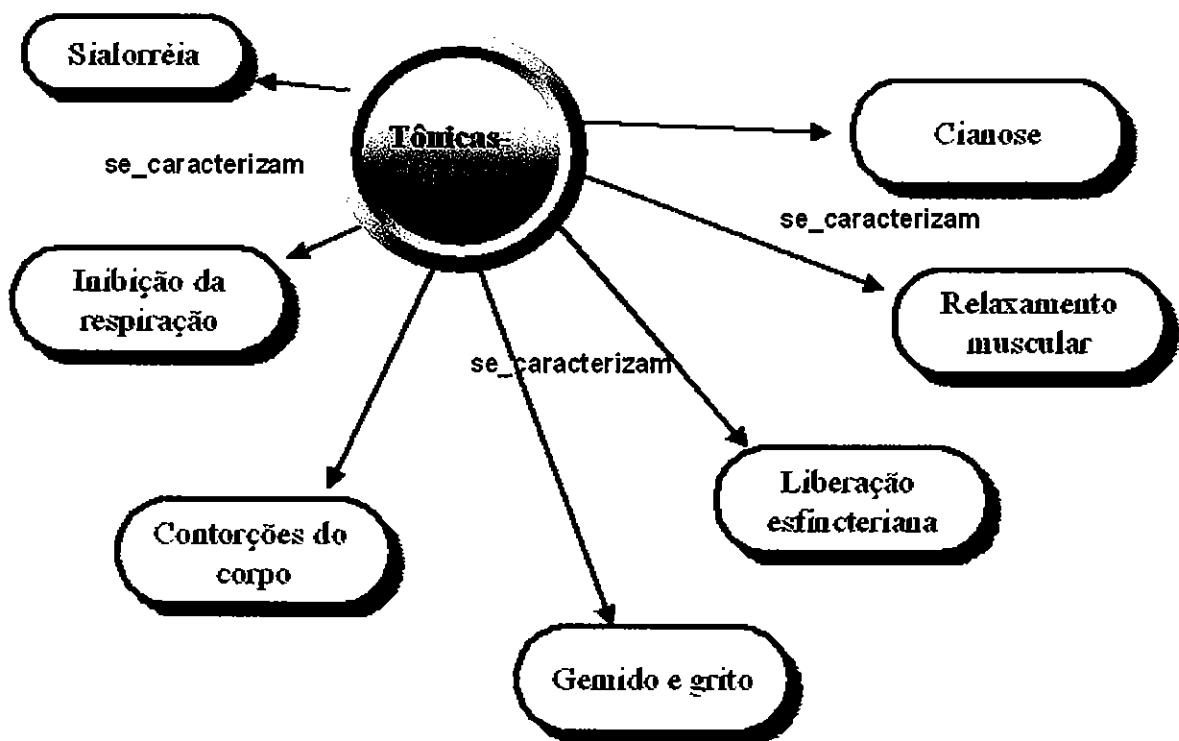 Sialorréia
Tônicas-
Cianose
se_caracterizam
se_caracterizam
Inibição da
respiração
Relaxamento
muscular
se_caracterizam
Liberação
esfincteriana
Contorções do
corpo
Gemido e grito